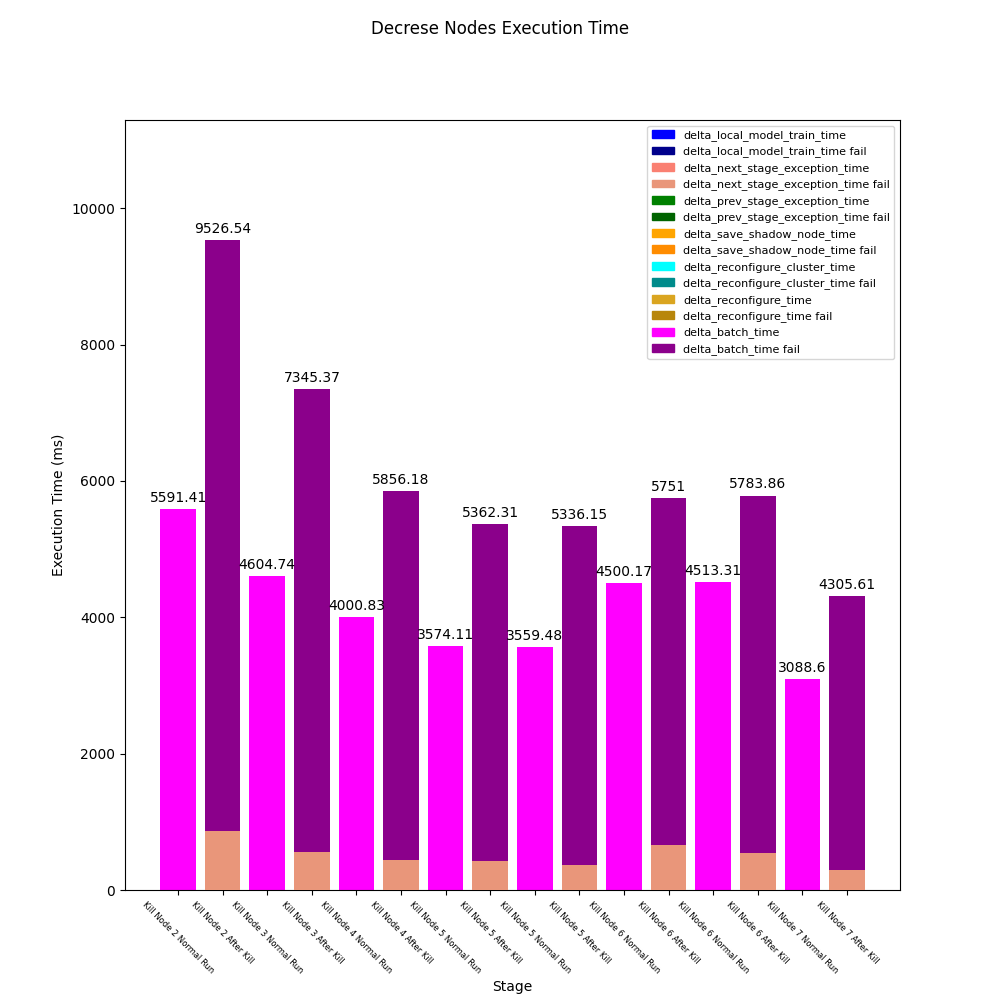 Decrese Nodes Execution Time
delta_local_model_train_time
delta_local_model_train_time fail
delta_next_stage_exception_time
delta_next_stage_exception_time fail
delta_prev_stage_exception_time
delta_prev_stage_exception_time fail
delta_save_shadow_node_time
delta_save_shadow_node_time fail
delta_reconfigure_cluster_time
delta_reconfigure_cluster_time fail
delta_reconfigure_time
delta_reconfigure_time fail
delta_batch_time
delta_batch_time fail
Execution Time (ms)
10000
8000
6000
4000
2000
0
5591.41
9526.54
4604.74
7345.37
4000.83
5856.18
3574.11
5362.31
3559.48
5336.15
4500.17
5751
4513.31
5783.86
3088.6
4305.61
Kill Node 2 Normal Run
Kill Node 2 After Kill
Kill Node 3 Normal Run
Kill Node 3 After Kill
Kill Node 4 Normal Run
Kill Node 4 After Kill
Kill Node 5 Normal Run
Kill Node 5 After Kill
Kill Node 5 Normal Run
Kill Node 5 After Kill
Kill Node 6 Normal Run
Kill Node 6 After Kill
Kill Node 6 Normal Run
Kill Node 6 After Kill
Kill Node 7 Normal Run
Kill Node 7 After Kill
Stage